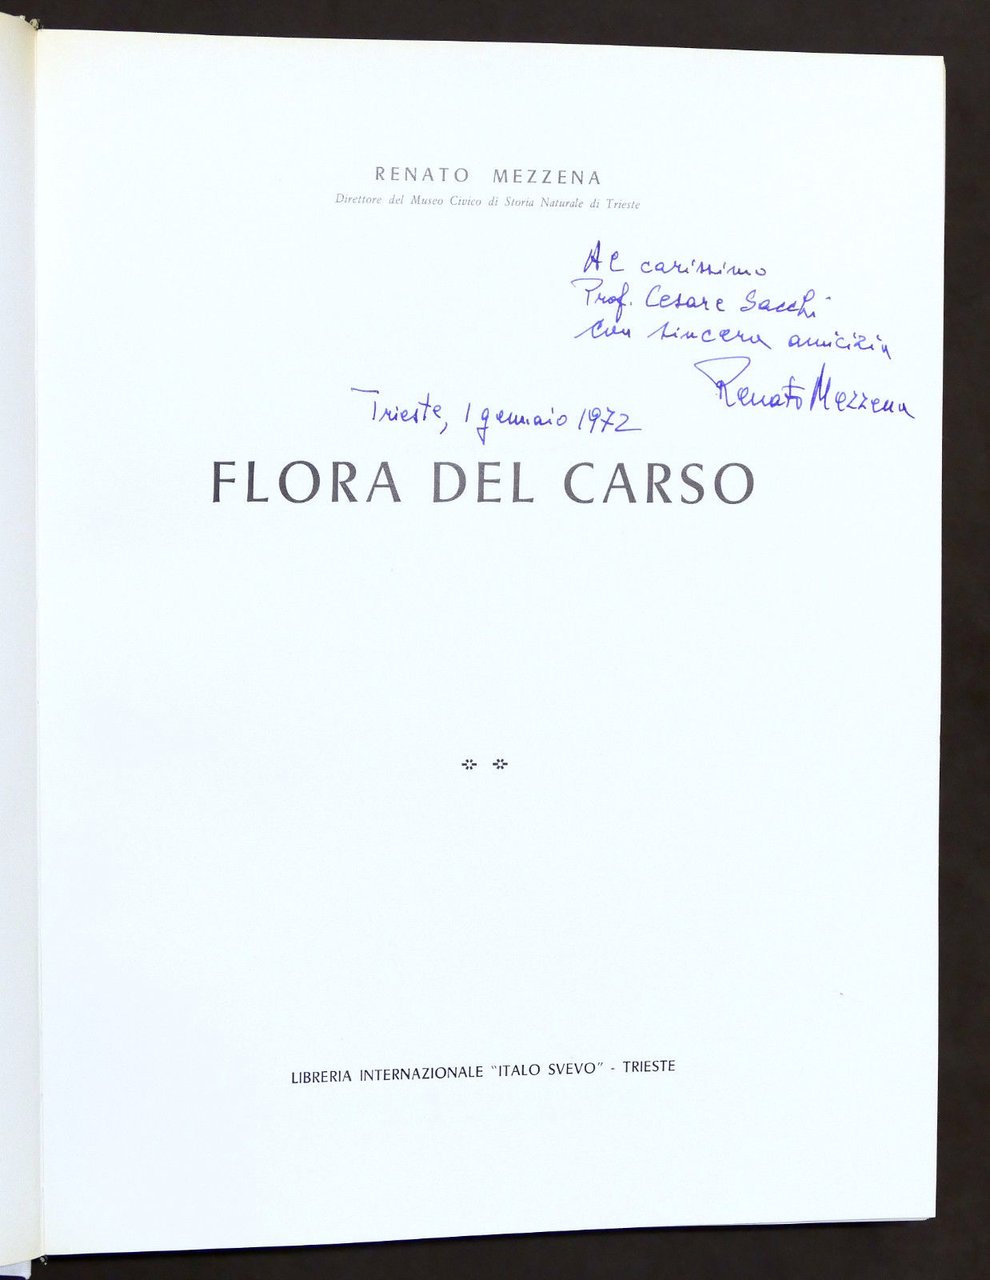 RENATO MEZZENA
Direttore del Museo Civico di Storia Naturale di Trieste
Al carissimo
Prof. Cesare Sacchi
con sincera amicizia
Renato Mezzena
Trieste, 1 gennaio 1972
FLORA DEL CARSO
LIBRERIA INTERNAZIONALE "ITALO SVEVO" - TRIESTE